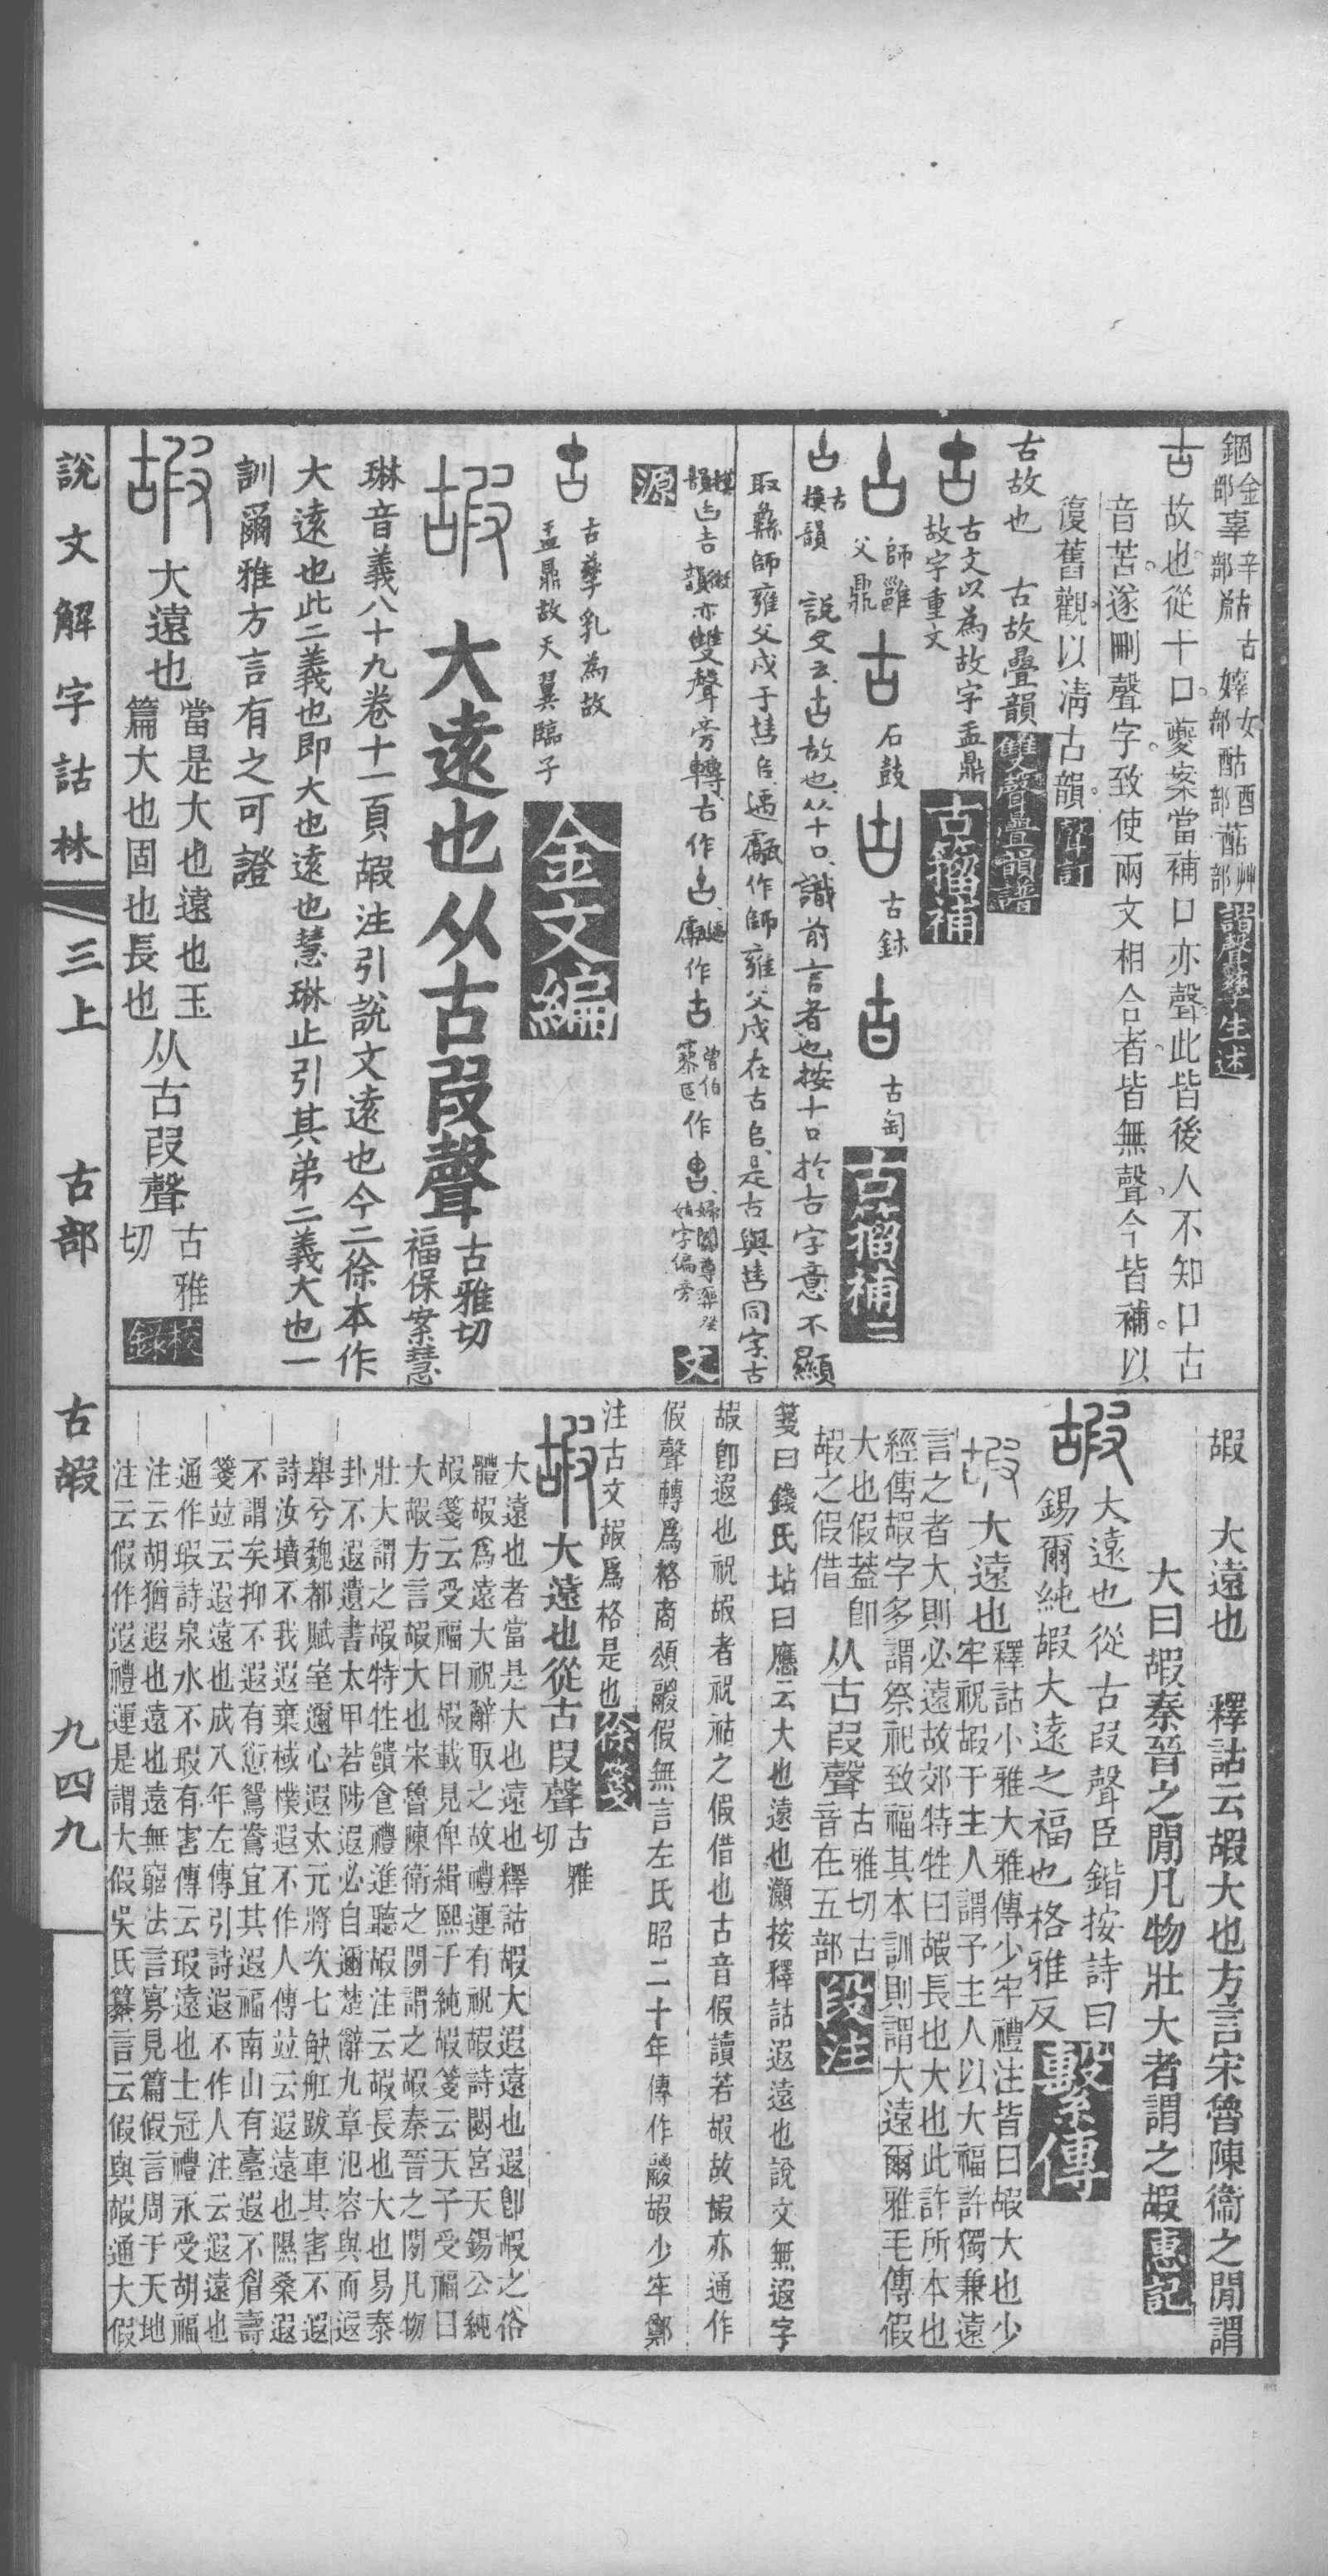 錮金部辜辛部𦵩古嫴女部酤酉部𦯬艸部諧聲孳生述
古 故也從十口夔案當補口亦聲此皆後人不知口古
音苦遂刪聲字致使兩文相合者皆無聲今皆補以
復舊觀以淸古韻聲訂
古故也 古故疊韻雙聲疊韻譜
古 古文以為故字盂鼎
故字重文 古籀補
古 師雝
父鼎 古 石鼓 古 古鉢 古 古匋 古籀補二
古模韻 說文云古故也从十口識前言者也按十口於古字意不顯
取彝師雍父戍于𠵏𠂤遇甗作師雍父戍在古𠂤是古與𠵏同字古
模韻古吉微韻亦雙聲旁轉古作古遇甗作古曾伯𩃬𠤳作古婦闗尊彝癸姑字偏旁文
源
古 古孳乳為故
盂鼎故天翼臨子 金文編
嘏 大遠也从古叚聲 古雅切
福保案慧
琳音義八十九卷十一頁嘏注引說文遠也今二徐本作
大遠也此二義也即大也遠也慧琳止引其弟二義大也一
訓爾雅方言有之可證
嘏 大遠也 當是大也遠也玉
篇大也固也長也 从古叚聲 古雅
切 校錄
說文解字詁林 三上 古部 古嘏 九四九
嘏 大遠也 釋詁云嘏大也方言宋魯陳衞之閒謂
大曰嘏秦晉之閒凡物壯大者謂之嘏惠記
嘏 大遠也從古叚聲臣鍇按詩曰
錫爾純嘏大遠之福也格雅反 繫傳
嘏 大遠也 釋詁小雅大雅傳少牢禮注皆曰嘏大也少
牢祝嘏于主人謂予主人以大福許獨兼遠
言之者大則必遠故郊特牲曰嘏長也大也此許所本也
經傳嘏字多謂祭祀致福其本訓則謂大遠爾雅毛傳假
大也假蓋卽
嘏之假借 从古叚聲 古雅切古
音在五部 段注
箋曰錢氏坫曰應云大也遠也灝按釋詁遐遠也說文無遐字
嘏卽遐也祝嘏者祝祜之假借也古音假讀若嘏故嘏亦通作
假聲轉爲格商頌鬷假無言左氏昭二十年傳作鬷嘏少牢鄭
注古文嘏爲格是也徐箋
嘏 大遠也從古叚聲 古雅
切
大遠也者當是大也遠也釋詁嘏大遐遠也遐卽嘏之俗
體嘏爲遠大祝辭取之故禮運有祝嘏詩閟宮天錫公純
嘏箋云受福曰嘏載見俾緝熙于純嘏箋云天子受福曰
大嘏方言嘏大也宋魯陳衛之閒謂之嘏秦晉之閒凡物
壯大謂之嘏特牲饋食禮進聽嘏注云嘏長也大也易泰
卦不遐遺書太甲若陟遐必自邇楚辭九章氾容與而遐
舉兮魏都賦室邇心遐太元將次七觖舡跋車其害不遐
詩汝墳不我遐棄棫樸遐不作人傳竝云遐遠也隰桑遐
不謂矣抑不遐有愆鴛鴦宜其遐福南山有臺遐不眉壽
箋竝云遐遠也成八年左傳引詩遐不作人注云遐遠也
通作瑕詩泉水不瑕有害傳云瑕遠也士冠禮永受胡福
注云胡猶遐也遠也遠無窮法言寡見篇假言周于天地
注云假作遐禮運是謂大假吳氏纂言云假與嘏通大假